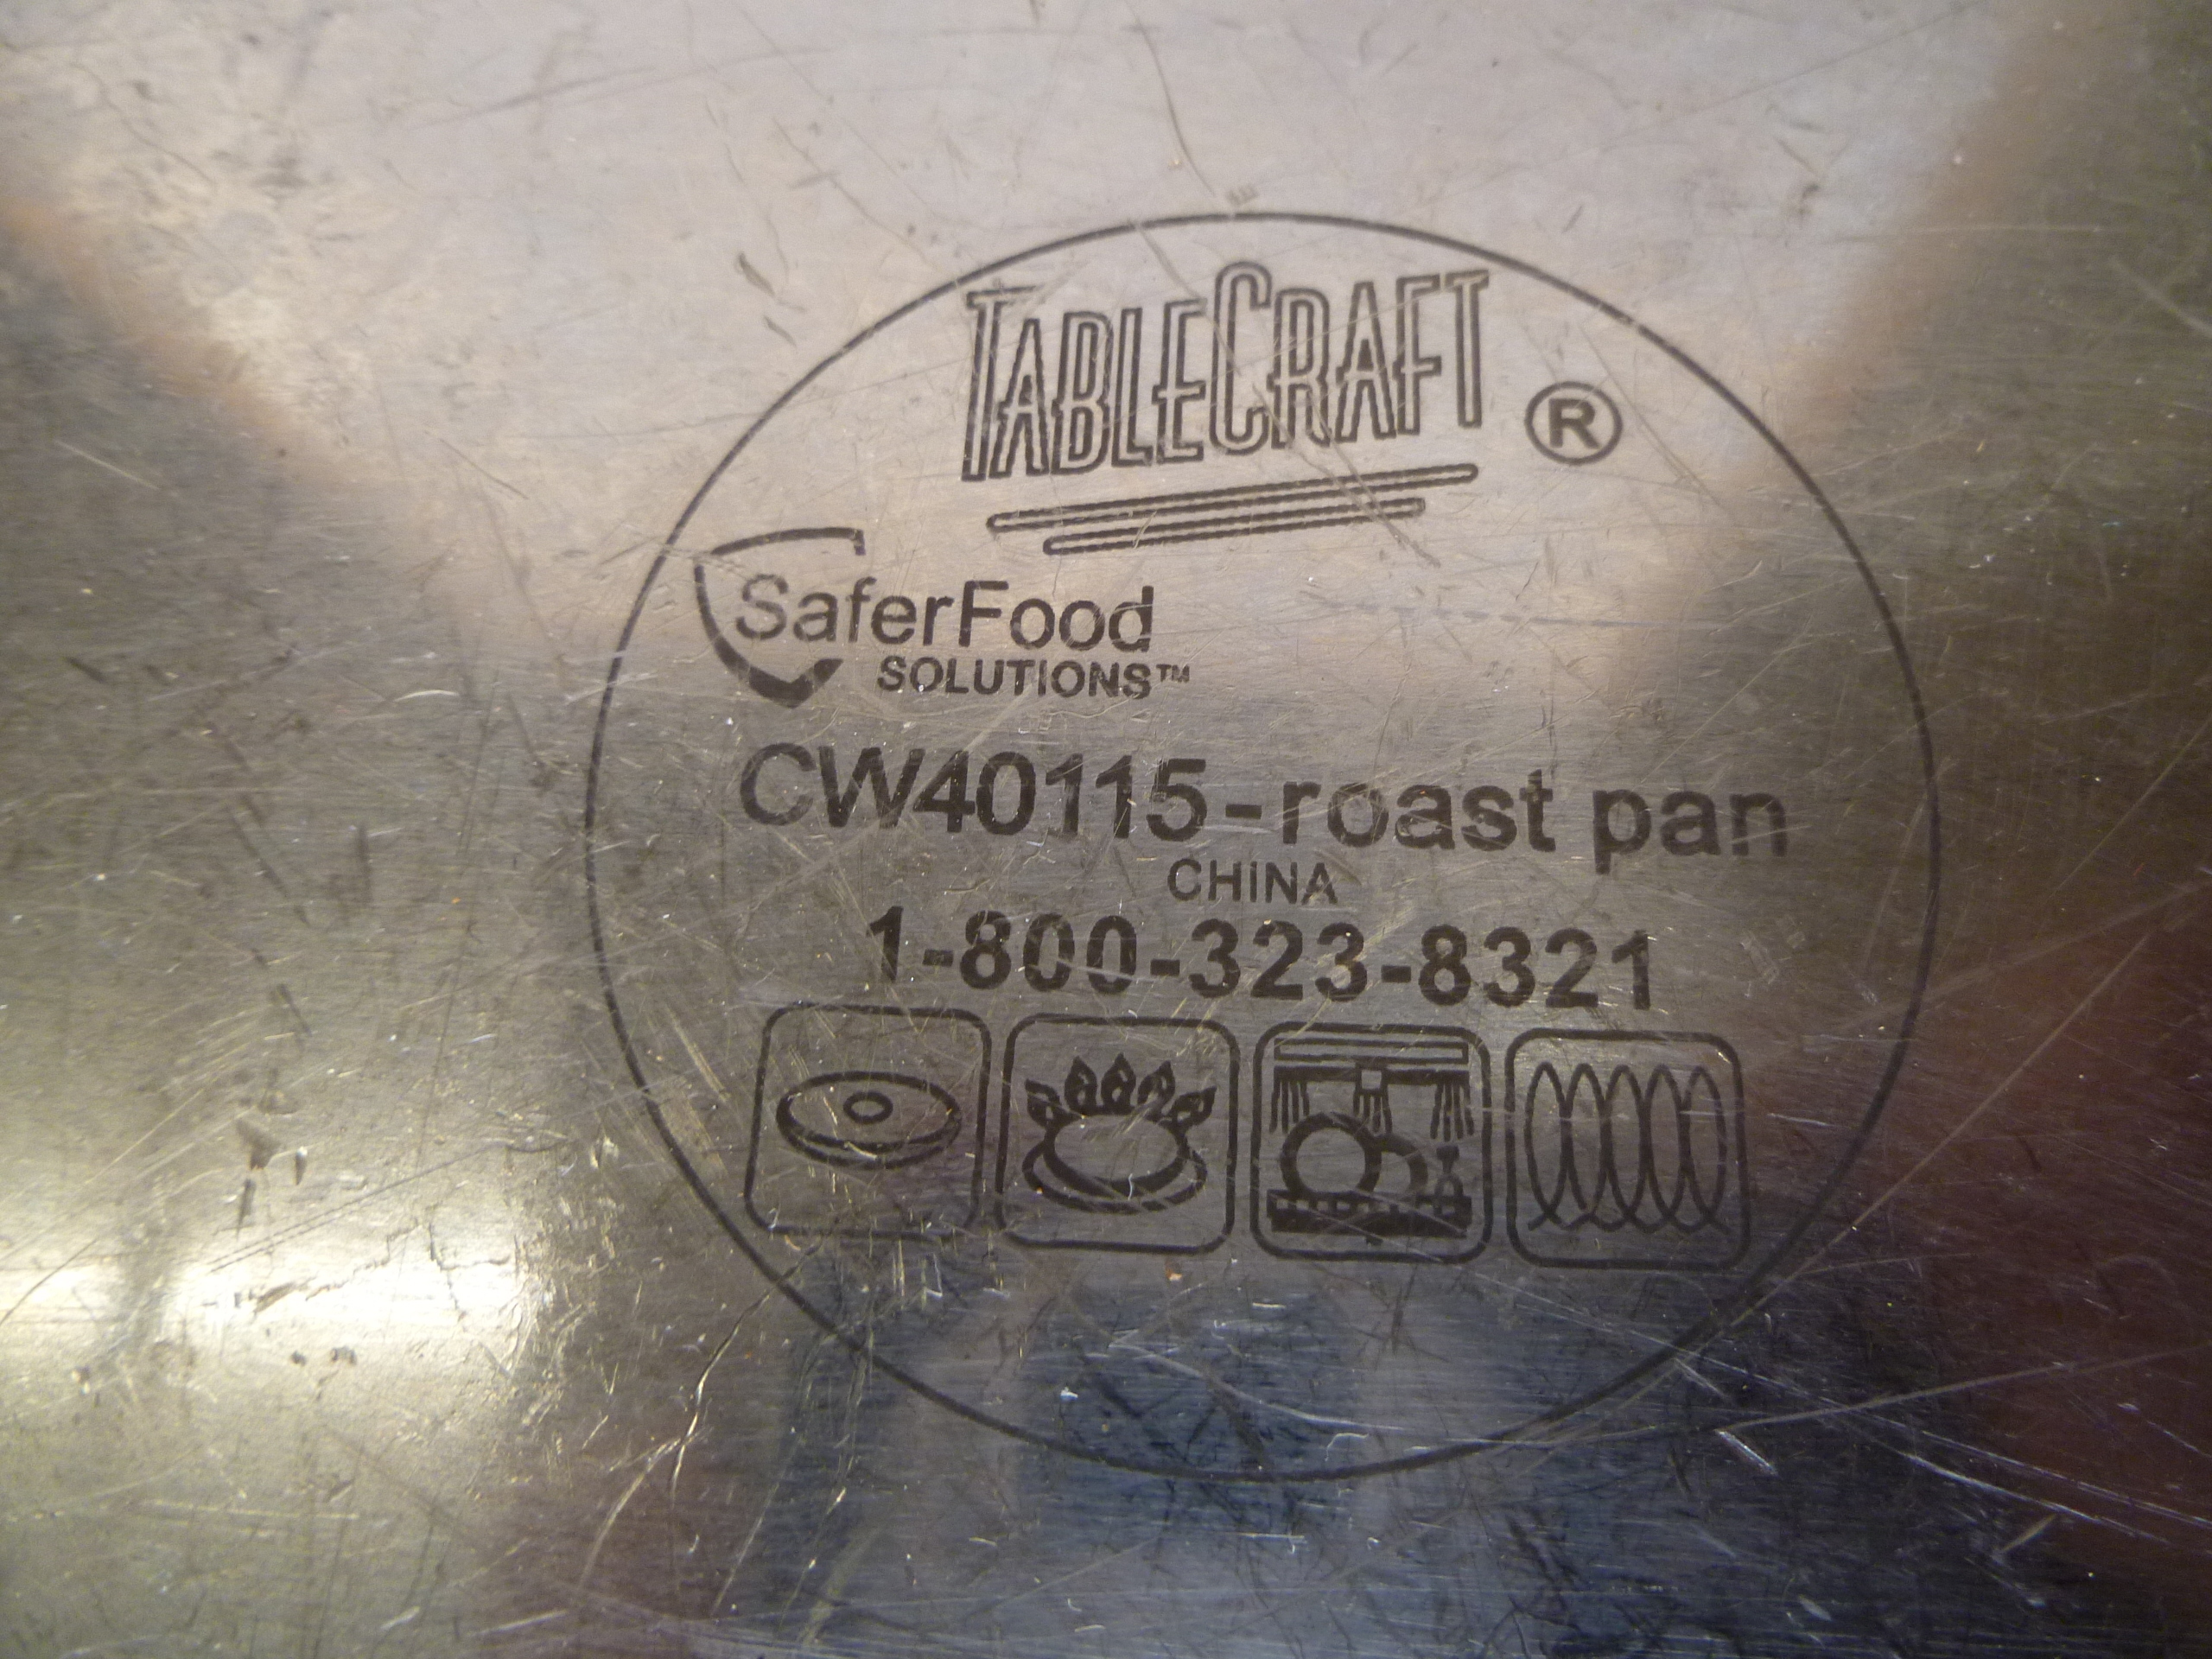 TABLECRAFT ®
SaferFood
SOLUTIONS™
CW40115-roast pan
CHINA
1-800-323-8321